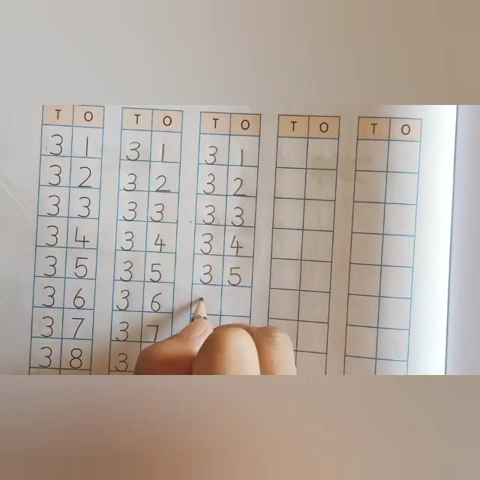 T O T O T O T O T O
3 1 3 1 3 1
3 2 3 2 3 2
3 3 3 3 3 3
3 4 3 4 3 4
3 5 3 5 3 5
3 6 3 6
3 7 3 7
3 8 3